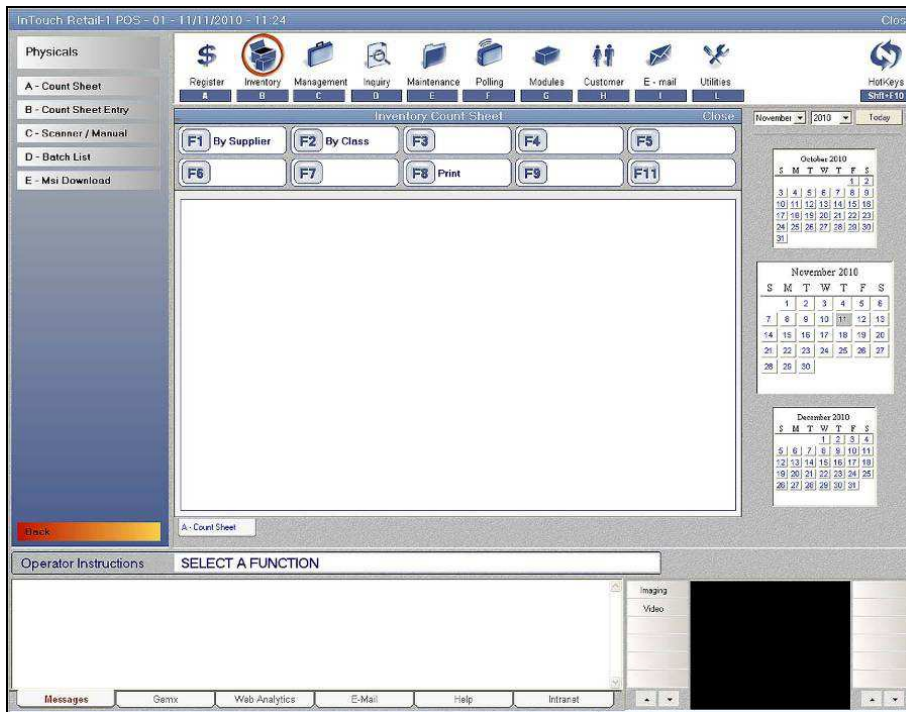 InTouch Retail-1 POS - 01 - 11/11/2010 - 11:24 Clos
Physicals
A - Count Sheet
B - Count Sheet Entry
C - Scanner / Manual
D - Batch List
E - Msi Download
Back
Register Inventory Management Inquiry Maintenance Polling Modules Customer E - mail Utilities HotKeys
A B C D E F G H I L Shft+F10
Inventory Count Sheet Close
F1 By Supplier F2 By Class F3 F4 F5
F6 F7 F8 Print F9 F11
A - Count Sheet
November 2010 Today
October 2010
S M T W T F S
1 2
3 4 5 6 7 8 9
10 11 12 13 14 15 16
17 18 19 20 21 22 23
24 25 26 27 28 29 30
31
November 2010
S M T W T F S
1 2 3 4 5 6
7 8 9 10 11 12 13
14 15 16 17 18 19 20
21 22 23 24 25 26 27
28 29 30
December 2010
S M T W T F S
1 2 3 4
5 6 7 8 9 10 11
12 13 14 15 16 17 18
19 20 21 22 23 24 25
26 27 28 29 30 31
Operator Instructions SELECT A FUNCTION
Imaging
Video
Messages Gemx Web Analytics E-Mail Help Intranet